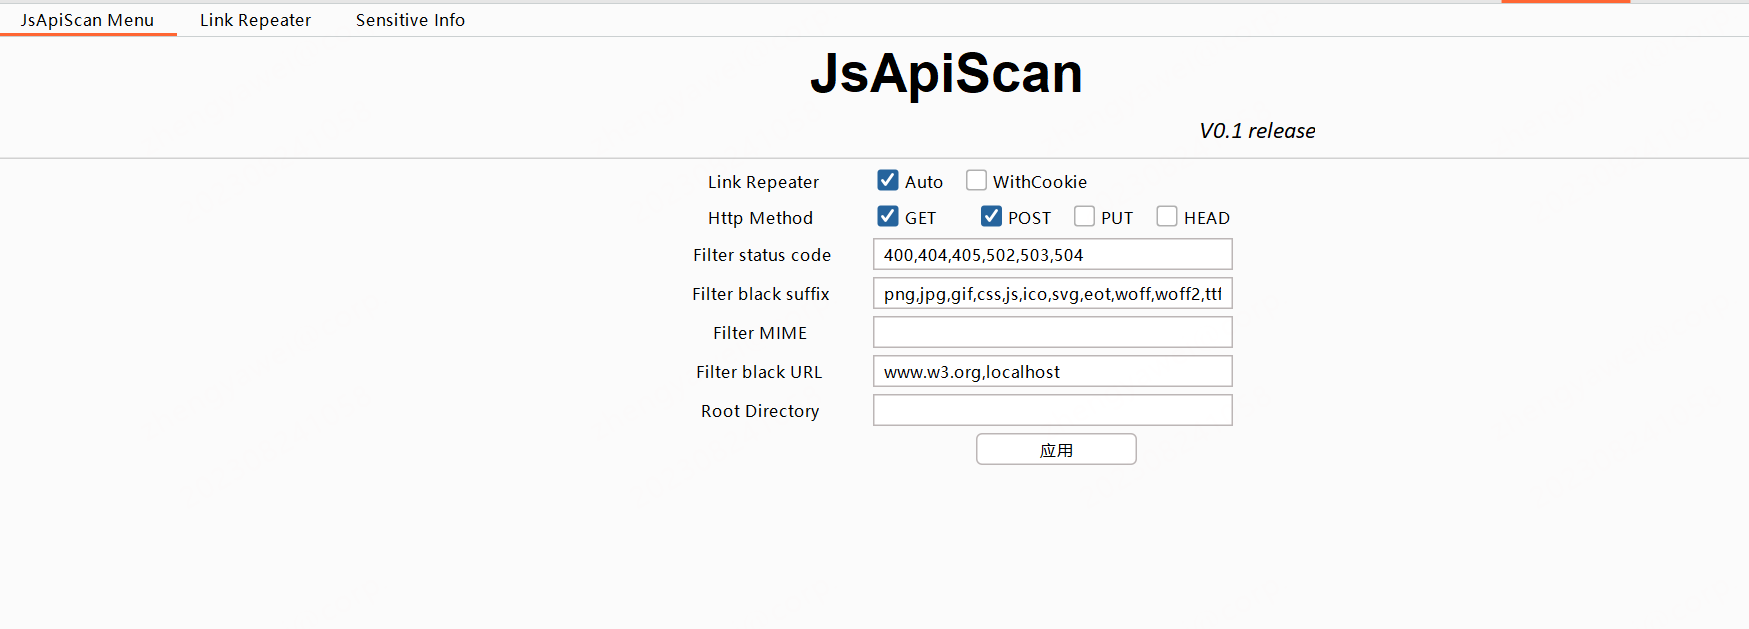 JsApiScan Menu Link Repeater Sensitive Info
JsApiScan
V0.1 release
Link Repeater Auto WithCookie
Http Method GET POST PUT HEAD
Filter status code 400,404,405,502,503,504
Filter black suffix png,jpg,gif,css,js,ico,svg,eot,woff,woff2,ttf
Filter MIME
Filter black URL www.w3.org,localhost
Root Directory
应用